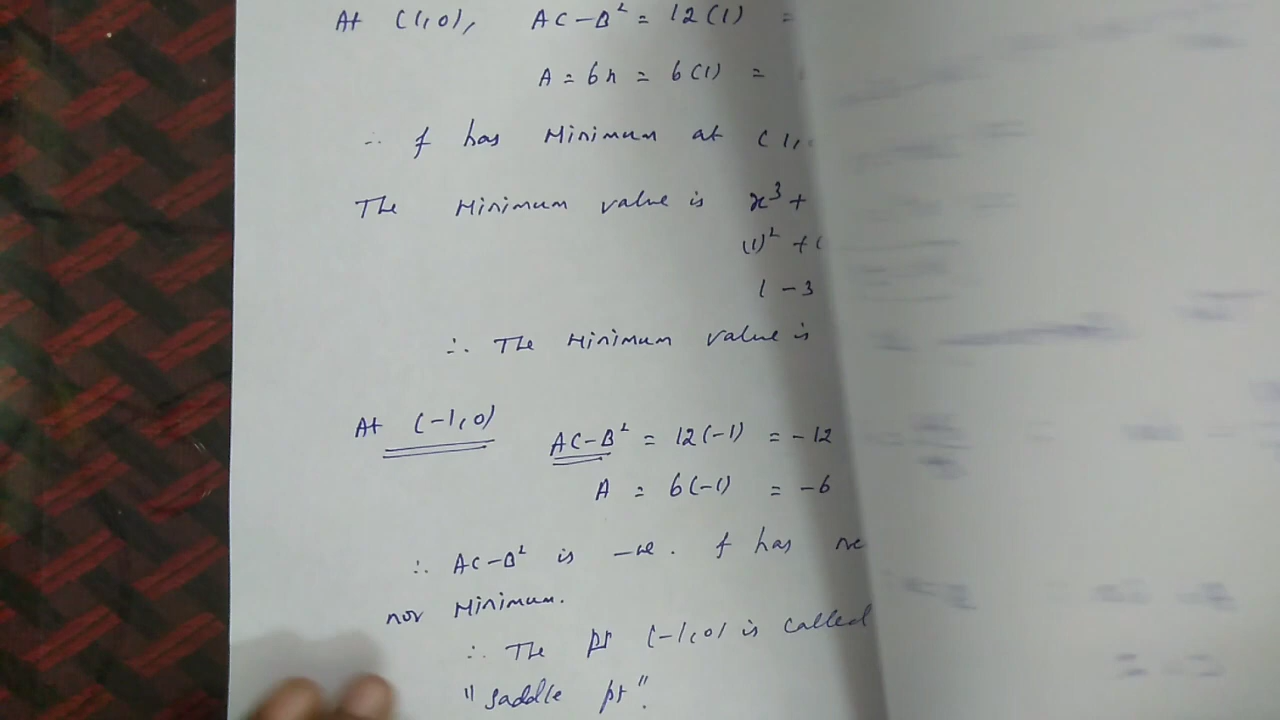 At (1,0), AC-B² = 12(1) =
A = 6x = 6(1) =
∴ f has Minimum at (1,
The Minimum value is x³ +
(1)² + (
1 - 3
∴ The Minimum value is
At (-1,0) AC-B² = 12(-1) = -12
A = 6(-1) = -6
∴ AC-B² is -ve. f has ne
nor Minimum.
∴ The pt (-1,0) is called
"saddle pt".